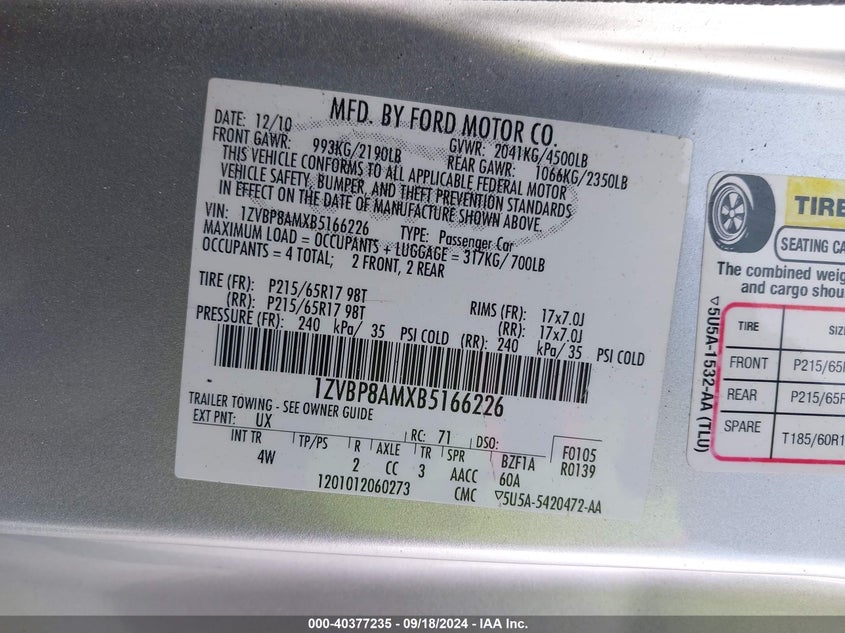 MFD. BY FORD MOTOR CO.
DATE: 12/10
GVWR: 2041KG/4500LB
FRONT GAWR: 993KG/2190LB
REAR GAWR: 1066KG/2350LB
THIS VEHICLE CONFORMS TO ALL APPLICABLE FEDERAL MOTOR
VEHICLE SAFETY, BUMPER, AND THEFT PREVENTION STANDARDS
IN EFFECT ON THE DATE OF MANUFACTURE SHOWN ABOVE.
VIN: 1ZVBP8AMXB5166226
TYPE: Passenger Car
MAXIMUM LOAD = OCCUPANTS + LUGGAGE = 317KG/700LB
OCCUPANTS = 4 TOTAL; 2 FRONT, 2 REAR
TIRE (FR): P215/65R17 98T RIMS (FR): 17x7.0J
(RR): P215/65R17 98T (RR): 17x7.0J
PRESSURE (FR): 240 kPa/ 35 PSI COLD (RR): 240 kPa/35 PSI COLD
1ZVBP8AMXB5166226
TRAILER TOWING - SEE OWNER GUIDE
EXT PNT: UX RC: 71 DSO: F0105
INT TR TP/PS R AXLE TR SPR BZF1A R0139
4W 2 CC 3 AACC 60A
1201012060273 CMC ▽5U5A-5420472-AA
TIRE
SEATING CA
The combined weig
and cargo shou
TIRE SIZ
FRONT P215/65R
REAR P215/65R
SPARE T185/60R1
▽5U5A-1532-AA (TLU)
000-40377235 - 09/18/2024 - IAA Inc.